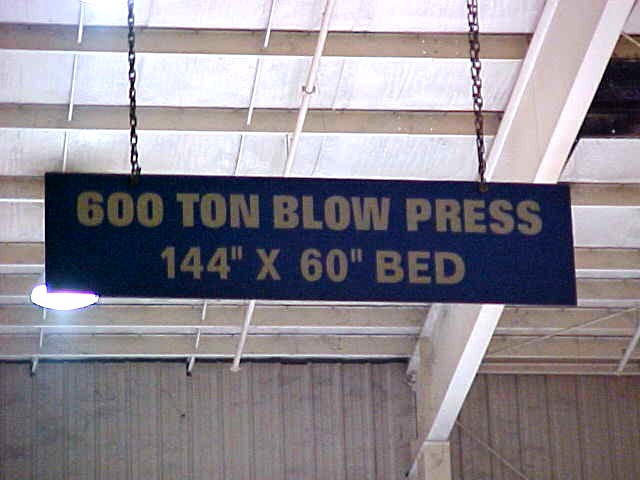 600 TON BLOW PRESS
144" X 60" BED